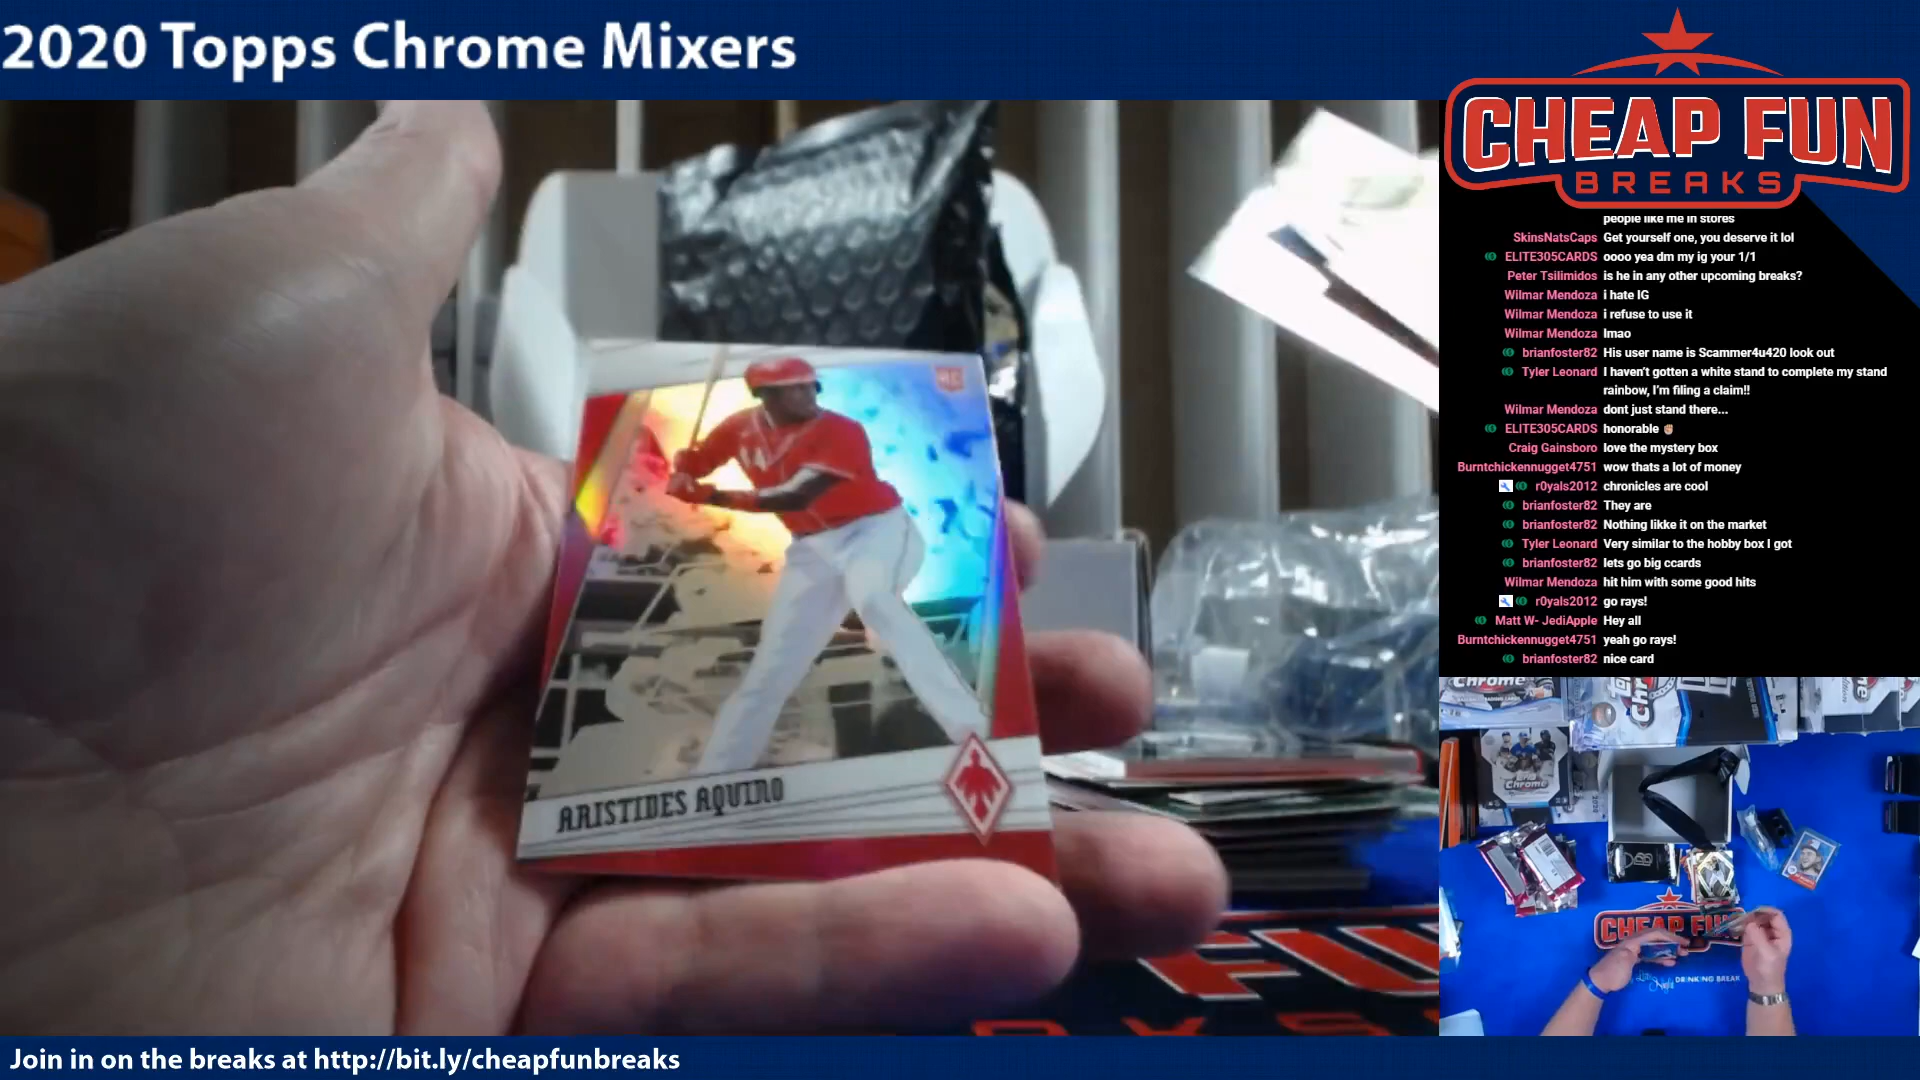 2020 Topps Chrome Mixers
CHEAP FUN
BREAKS
people like me in stores
SkinsNatsCaps Get yourself one, you deserve it lol
ELITE305CARDS oooo yea dm my ig your 1/1
Peter Tsilimidos is he in any other upcoming breaks?
Wilmar Mendoza i hate IG
Wilmar Mendoza i refuse to use it
Wilmar Mendoza lmao
brianfoster82 His user name is Scammer4u420 look out
Tyler Leonard I haven't gotten a white stand to complete my stand
rainbow, I'm filing a claim!!
Wilmar Mendoza dont just stand there...
ELITE305CARDS honorable
Craig Gainsboro love the mystery box
Burntchickennugget4751 wow thats a lot of money
r0yals2012 chronicles are cool
brianfoster82 They are
brianfoster82 Nothing likke it on the market
Tyler Leonard Very similar to the hobby box I got
brianfoster82 lets go big ccards
Wilmar Mendoza hit him with some good hits
r0yals2012 go rays!
Matt W- JediApple Hey all
Burntchickennugget4751 yeah go rays!
brianfoster82 nice card
RC
ARISTIDES AQUINO
FU
Chrome
Chrome
CHEAP FUN
DRINKING BREAK
Join in on the breaks at http://bit.ly/cheapfunbreaks